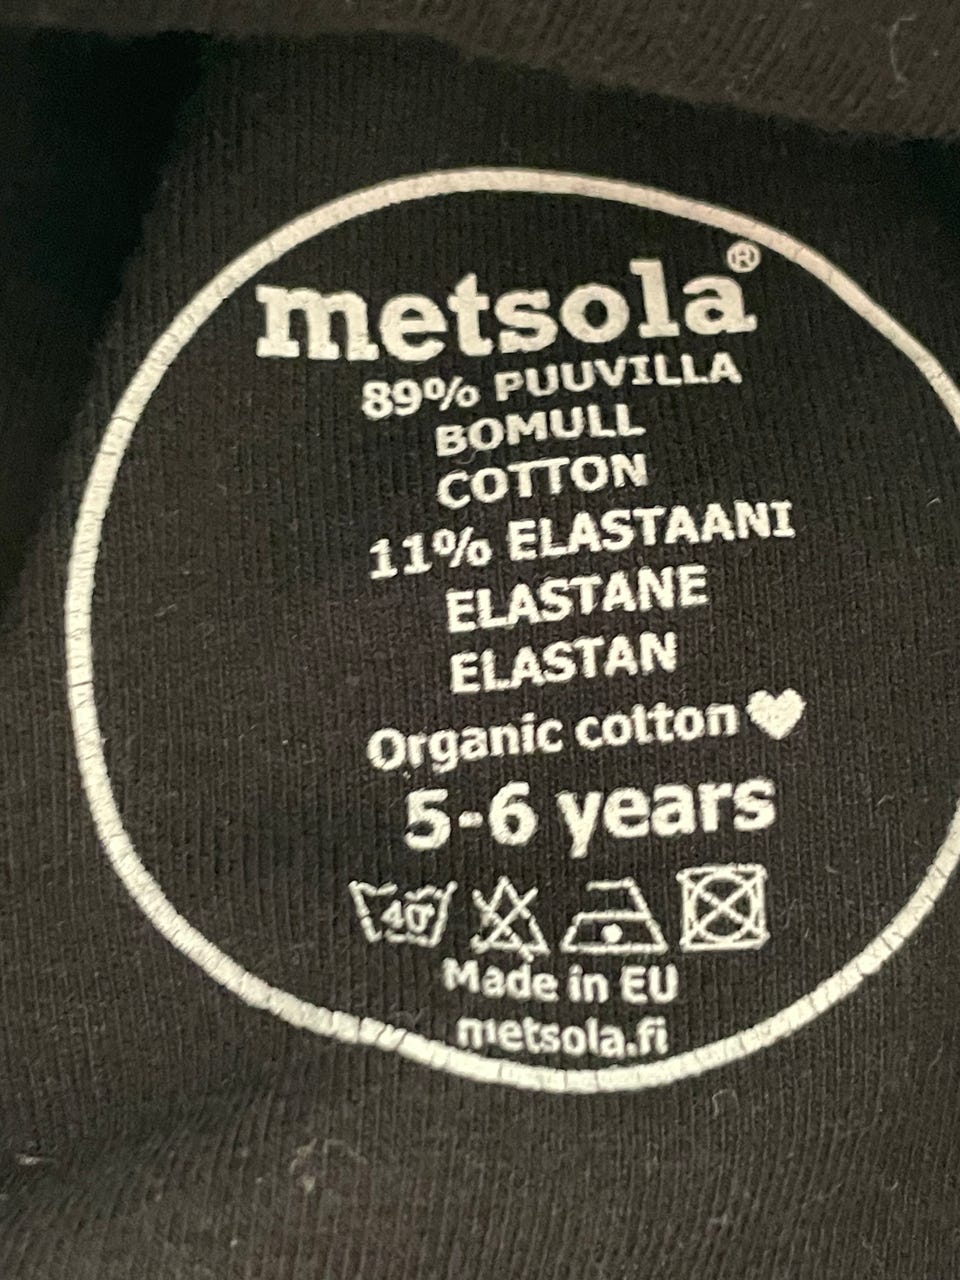 metsola®
89% PUUVILLA
BOMULL
COTTON
11% ELASTAANI
ELASTANE
ELASTAN
Organic cotton
5-6 years
40°
Made in EU
metsola.fi